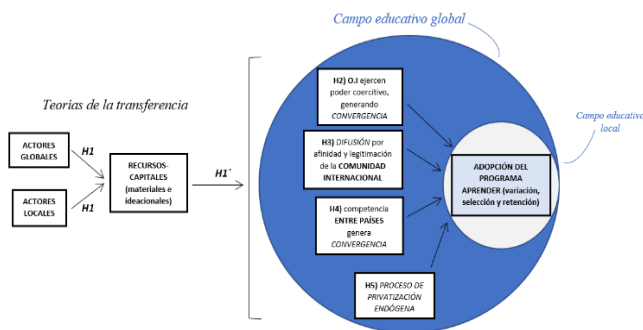 Campo educativo global
Teorías de la transferencia
ACTORES
GLOBALES
H1
ACTORES
LOCALES
H1
RECURSOS-
CAPITALES
(materiales e
ideacionales)
H1´
H2) O.I ejercen
poder coercitivo,
generando
CONVERGENCIA
H3) DIFUSIÓN por
afinidad y legitimación
de la COMUNIDAD
INTERNACIONAL
H4) competencia
ENTRE PAÍSES
genera
CONVERGENCIA
H5) PROCESO DE
PRIVATIZACIÓN
ENDÓGENA
ADOPCIÓN DEL
PROGRAMA
APRENDER (variación,
selección y retención)
Campo educativo
local